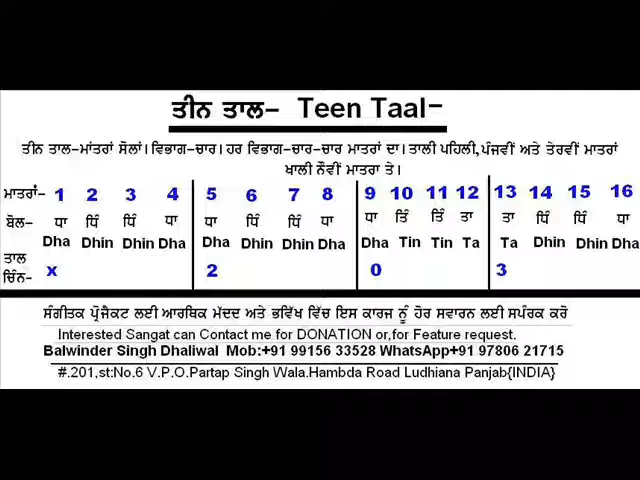 ਤੀਨ ਤਾਲ– Teen Taal–
ਤੀਨ ਤਾਲ-ਮਾਂਤਰਾਂ ਸੋਲਾਂ। ਵਿਭਾਗ-ਚਾਰ। ਹਰ ਵਿਭਾਗ-ਚਾਰ-ਚਾਰ ਮਾਤਰਾਂ ਦਾ। ਤਾਲੀ ਪਹਿਲੀ,ਪੰਜਵੀਂ ਅਤੇ ਤੇਰਵੀਂ ਮਾਤਰਾਂ
ਖਾਲੀ ਨੌਵੀਂ ਮਾਤਰਾ ਤੇ।
ਮਾਤਰਾਂ- 1 2 3 4 5 6 7 8 9 10 11 12 13 14 15 16
ਬੋਲ- ਧਾ ਧਿੰ ਧਿੰ ਧਾ ਧਾ ਧਿੰ ਧਿੰ ਧਾ ਧਾ ਤਿੰ ਤਿੰ ਤਾ ਤਾ ਧਿੰ ਧਿੰ ਧਾ
Dha Dhin Dhin Dha Dha Dhin Dhin Dha Dha Tin Tin Ta Ta Dhin Dhin Dha
ਤਾਲ
ਚਿੰਨ- x 2 0 3
ਸੰਗੀਤਕ ਪ੍ਰੋਜੈਕਟ ਲਈ ਆਰਥਿਕ ਮੱਦਦ ਅਤੇ ਭਵਿੱਖ ਵਿੱਚ ਇਸ ਕਾਰਜ ਨੂੰ ਹੋਰ ਸਵਾਰਨ ਲਈ ਸਪੰਰਕ ਕਰੋ
Interested Sangat can Contact me for DONATION or,for Feature request.
Balwinder Singh Dhaliwal Mob:+91 99156 33528 WhatsApp+91 97806 21715
#.201,st:No.6 V.P.O.Partap Singh Wala.Hambda Road Ludhiana Panjab{INDIA}